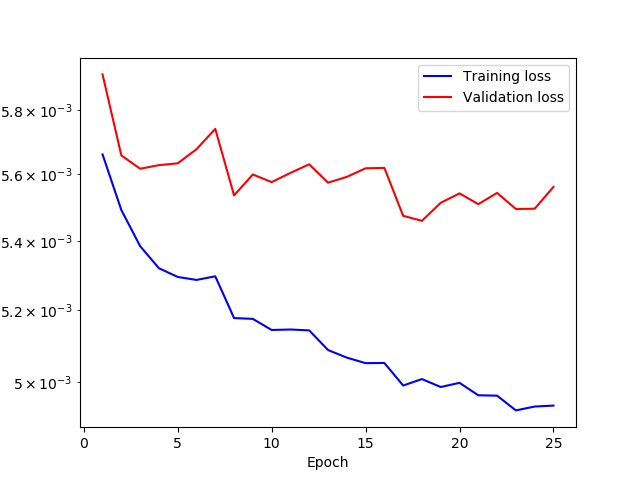 Training loss
Validation loss
5.8 × 10⁻³
5.6 × 10⁻³
5.4 × 10⁻³
5.2 × 10⁻³
5 × 10⁻³
0 5 10 15 20 25
Epoch